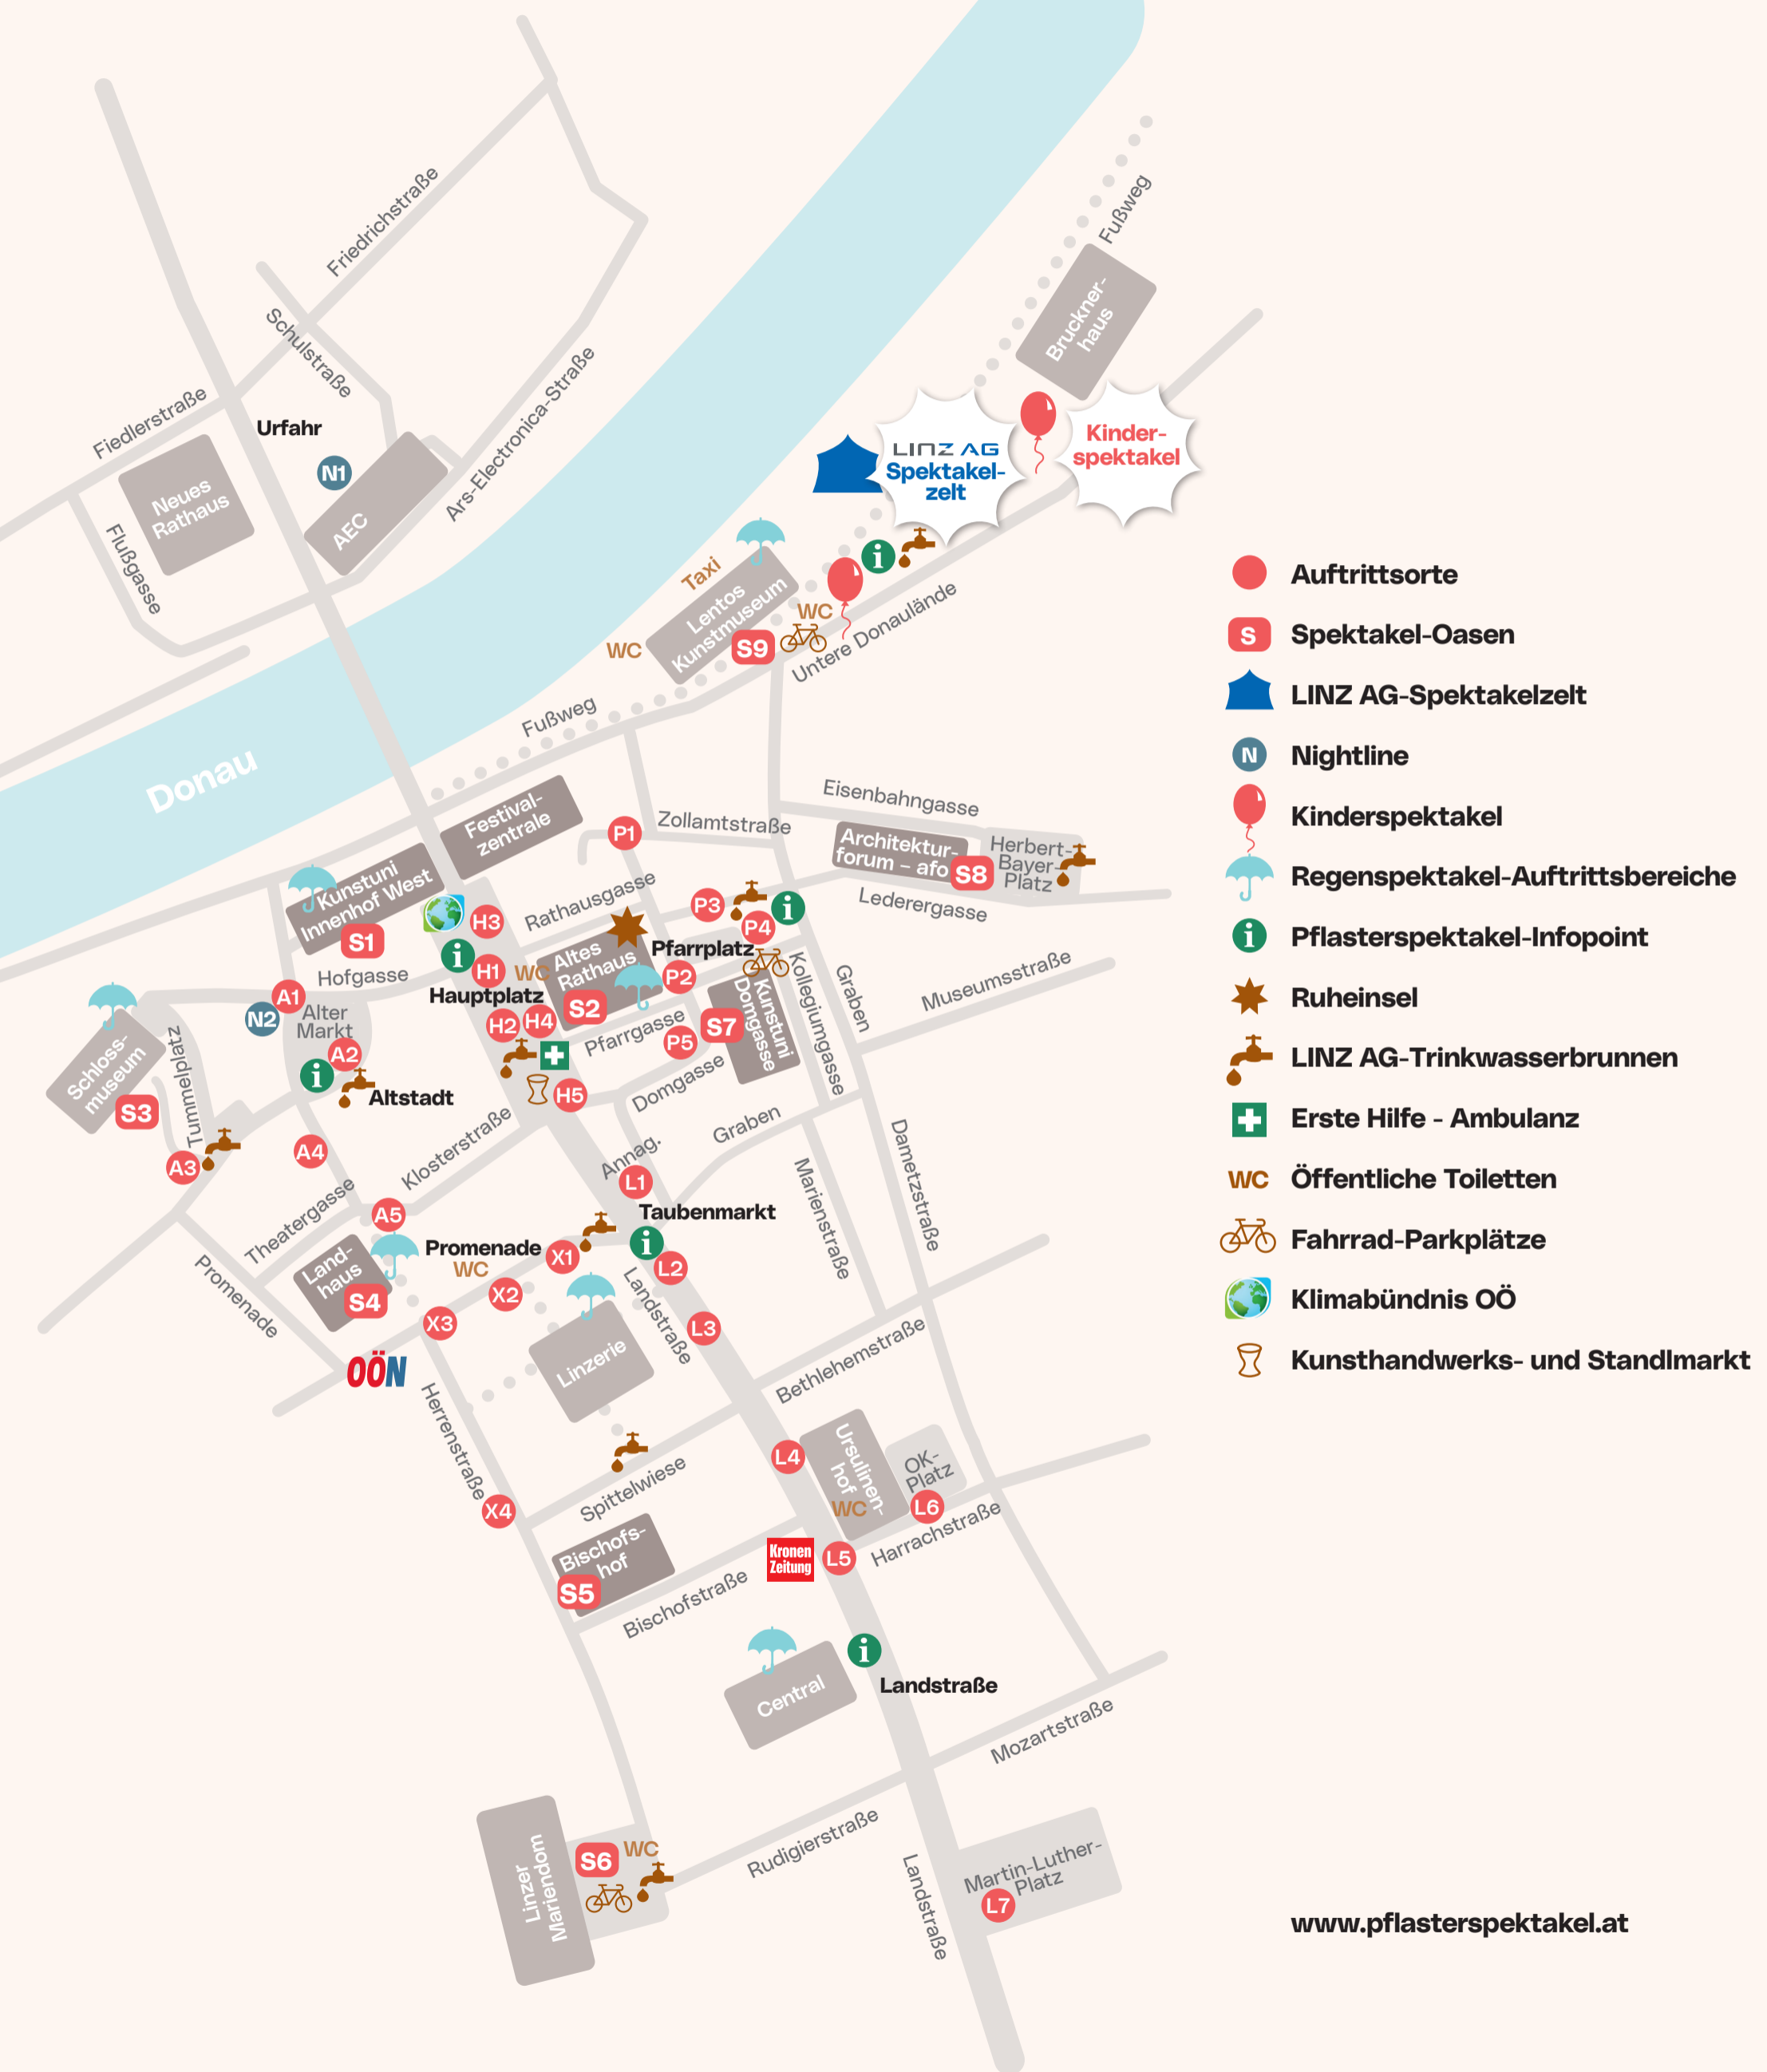 Friedrichstraße
Schulstraße
Fiedlerstraße
Urfahr
N1
Neues
Rathaus
AEC
Ars-Electronica-Straße
Flußgasse
Donau
Fußweg
Bruckner-
haus
LINZ AG
Spektakel-
zelt
Kinder-
spektakel
Taxi
Lentos
Kunstmuseum
WC
WC
S9
Untere Donaulände
Fußweg
Festival-
zentrale
P1
Zollamtstraße
Eisenbahngasse
Architektur-
forum – afo
S8
Herbert-
Bayer-
Platz
Lederergasse
Kunstuni
Innenhof West
S1
H3
Rathausgasse
P3
i
P4
Pfarrplatz
Altes
Rathaus
S2
P2
i
H1
WC
Hauptplatz
H2
H4
Hofgasse
A1
N2
Alter
Markt
A2
i
Altstadt
Schloss-
museum
S3
Tummelplatz
A3
A4
Pfarrgasse
P5
S7
Kunstuni
Domgasse
Kollegiumgasse
Graben
Museumsstraße
H5
Domgasse
Klosterstraße
Annag.
Graben
L1
Taubenmarkt
Marienstraße
Dametzstraße
Theatergasse
A5
Promenade
WC
X1
i
L2
Land-
haus
S4
X2
X3
Promenade
OÖN
Landstraße
L3
Linzerie
Bethlehemstraße
Herrenstraße
X4
Spittelwiese
L4
Ursulinen-
hof
WC
OK-
Platz
L6
Harrachstraße
Kronen
Zeitung
L5
Bischofs-
hof
S5
Bischofstraße
i
Landstraße
Central
Mozartstraße
Rudigierstraße
Linzer
Mariendom
S6
WC
Landstraße
Martin-Luther-
Platz
L7
Auftrittsorte
S Spektakel-Oasen
LINZ AG-Spektakelzelt
N Nightline
Kinderspektakel
Regenspektakel-Auftrittsbereiche
i Pflasterspektakel-Infopoint
Ruheinsel
LINZ AG-Trinkwasserbrunnen
Erste Hilfe - Ambulanz
WC Öffentliche Toiletten
Fahrrad-Parkplätze
Klimabündnis OÖ
Kunsthandwerks- und Standlmarkt
www.pflasterspektakel.at
i